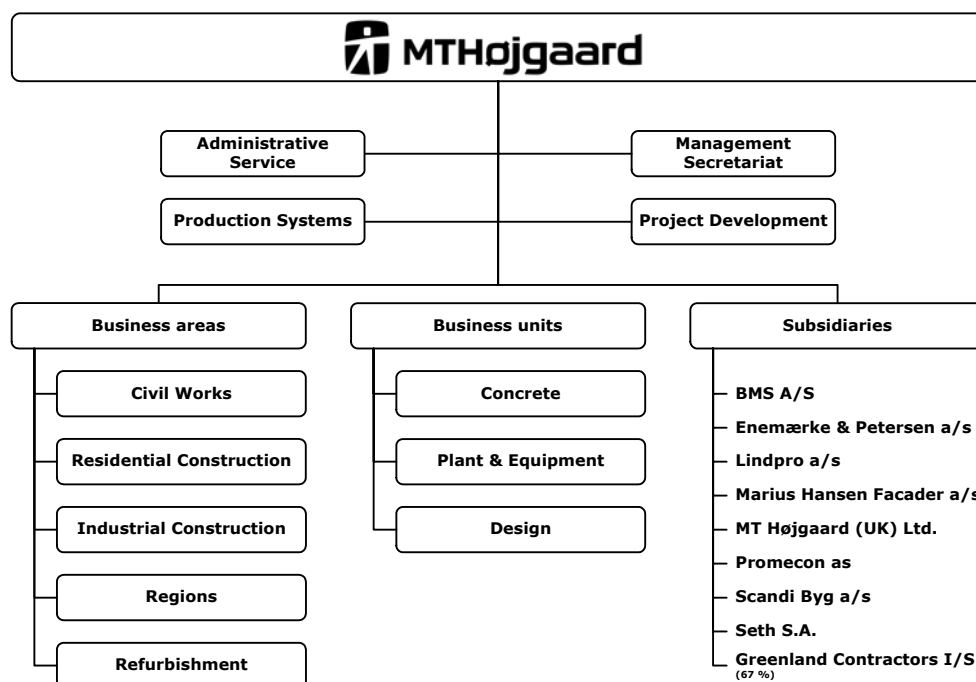 MTHøjgaard
Administrative
Service
Management
Secretariat
Production Systems
Project Development
Business areas
Civil Works
Residential Construction
Industrial Construction
Regions
Refurbishment
Business units
Concrete
Plant & Equipment
Design
Subsidiaries
BMS A/S
Enemærke & Petersen a/s
Lindpro a/s
Marius Hansen Facader a/s
MT Højgaard (UK) Ltd.
Promecon as
Scandi Byg a/s
Seth S.A.
Greenland Contractors I/S
(67 %)